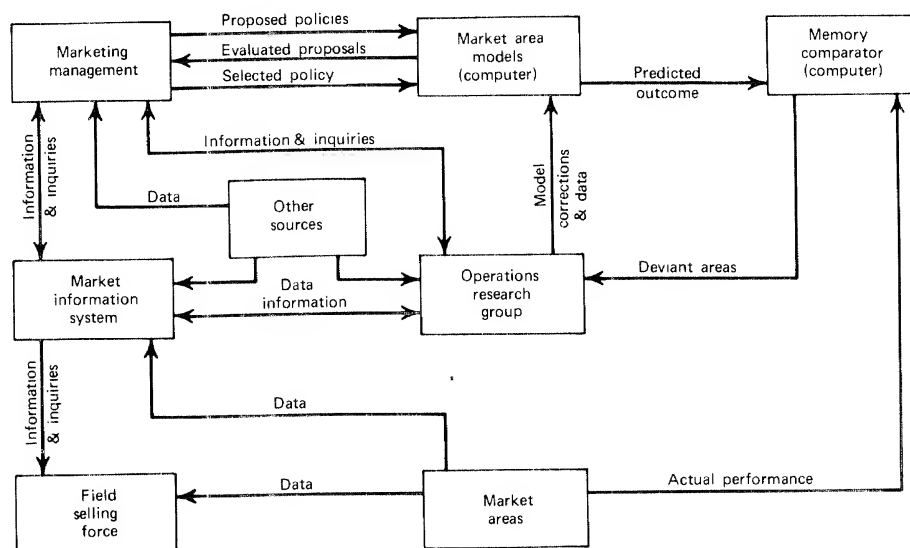 Proposed policies
Marketing
management
Evaluated proposals
Selected policy
Market area
models
(computer)
Predicted
outcome
Memory
comparator
(computer)
Information
& inquiries
Information & inquiries
Data
Other
sources
Model
corrections
& data
Market
information
system
Data
information
Operations
research
group
Deviant areas
Information
& inquiries
Data
Field
selling
force
Data
Market
areas
Actual performance